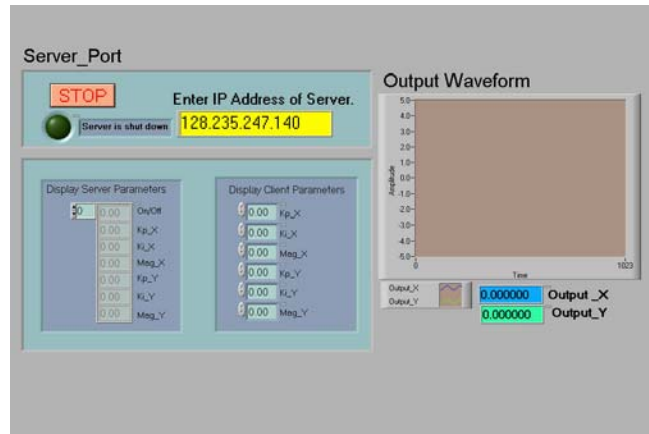 Server_Port
STOP
Enter IP Address of Server.
Server is shut down
128.235.247.140
Display Server Parameters
0
0.00 On/Off
0.00 Kp_X
0.00 Ki_X
0.00 Mag_X
0.00 Kp_Y
0.00 Ki_Y
0.00 Meg_Y
Display Client Parameters
0.00 Kp_X
0.00 Ki_X
0.00 Mag_X
0.00 Kp_Y
0.00 Ki_Y
0.00 Meg_Y
Output Waveform
Amplitude
5.0
4.0
3.0
2.0
1.0
0.0
-1.0
-2.0
-3.0
-4.0
-5.0
0
1023
Time
Output_X
Output_Y
0.000000 Output _X
0.000000 Output_Y